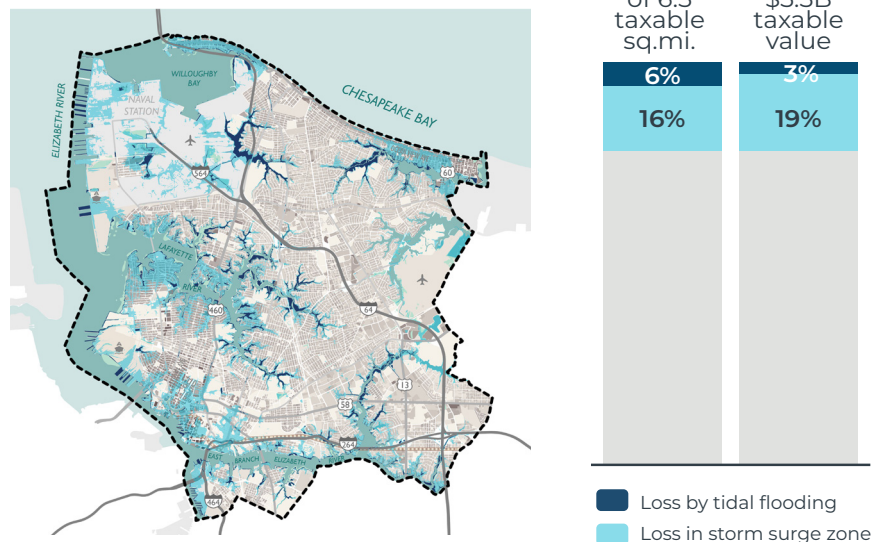 taxable
sq.mi.
taxable
value
6%
3%
16%
19%
Loss by tidal flooding
Loss in storm surge zone
WILLOUGHBY
BAY
CHESAPEAKE BAY
ELIZABETH RIVER
NAVAL
STATION
564
60
LAFAYETTE
RIVER
460
64
13
58
264
EAST BRANCH ELIZABETH
464